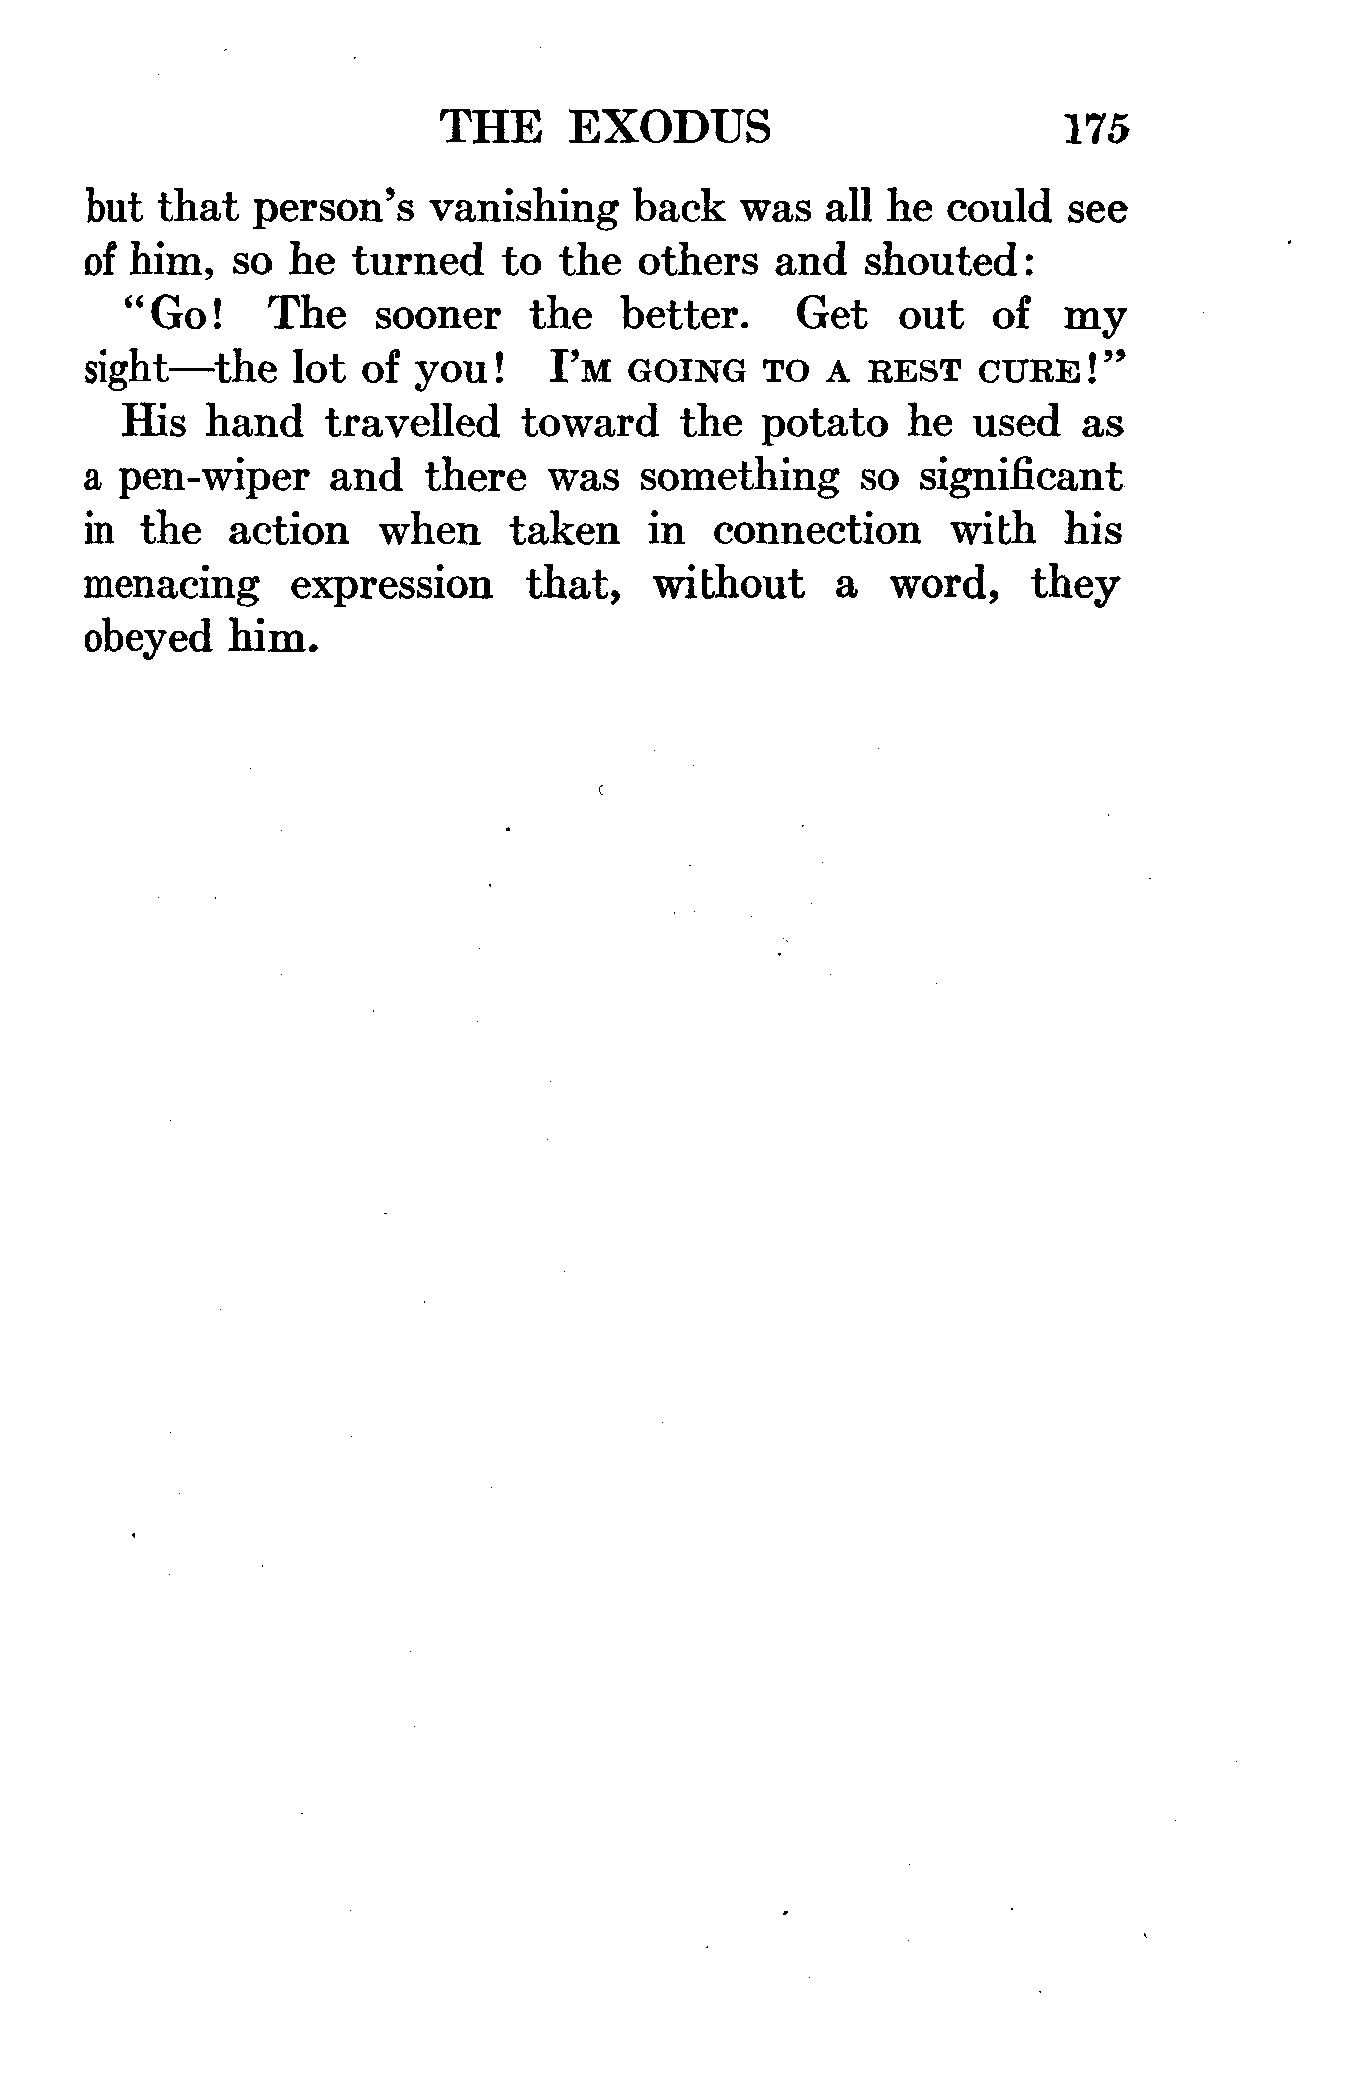 THE EXODUS 175
but that person's vanishing back was all he could see
of him, so he turned to the others and shouted:
"Go! The sooner the better. Get out of my
sight—the lot of you! I'M GOING TO A REST CURE!"
His hand travelled toward the potato he used as
a pen-wiper and there was something so significant
in the action when taken in connection with his
menacing expression that, without a word, they
obeyed him.